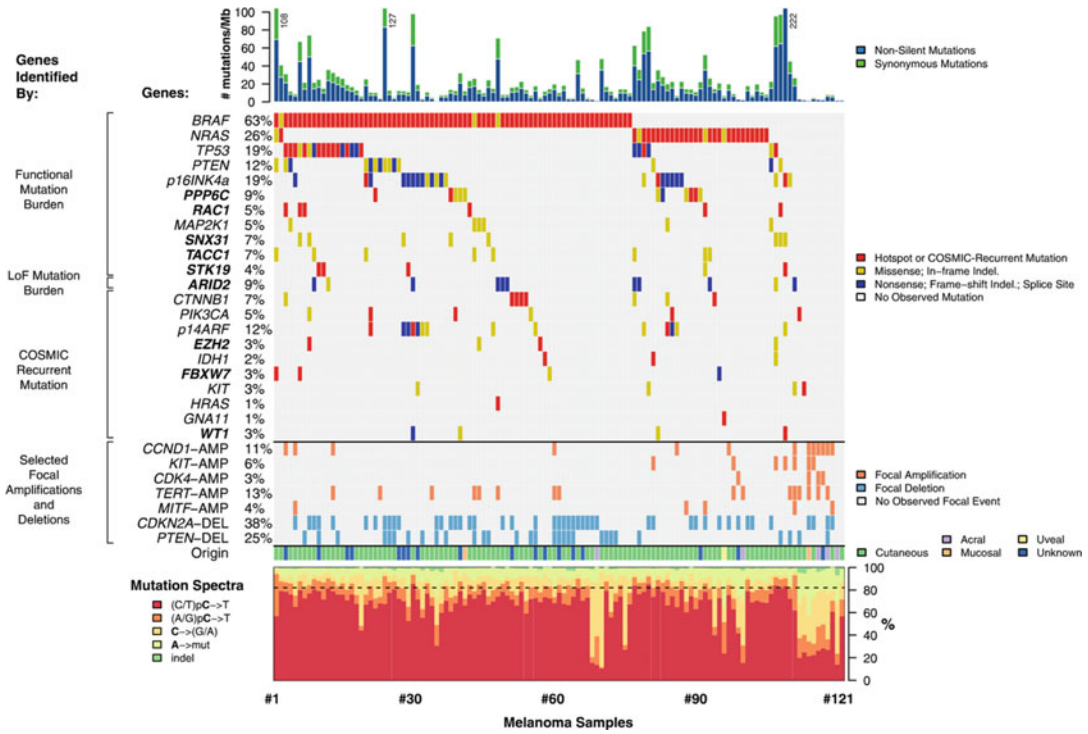 108
127
222
# mutations/Mb
100
80
60
40
20
0
Non-Silent Mutations
Synonymous Mutations
Genes
Identified
By:
Genes:
Functional
Mutation
Burden
LoF Mutation
Burden
COSMIC
Recurrent
Mutation
Selected
Focal
Amplifications
and
Deletions
BRAF 63%
NRAS 26%
TP53 19%
PTEN 12%
p16INK4a 19%
PPP6C 9%
RAC1 5%
MAP2K1 5%
SNX31 7%
TACC1 7%
STK19 4%
ARID2 9%
CTNNB1 7%
PIK3CA 5%
p14ARF 12%
EZH2 3%
IDH1 2%
FBXW7 3%
KIT 3%
HRAS 1%
GNA11 1%
WT1 3%
CCND1-AMP 11%
KIT-AMP 6%
CDK4-AMP 3%
TERT-AMP 13%
MITF-AMP 4%
CDKN2A-DEL 38%
PTEN-DEL 25%
Origin
Hotspot or COSMIC-Recurrent Mutation
Missense; In-frame Indel.
Nonsense; Frame-shift Indel.; Splice Site
No Observed Mutation
Focal Amplification
Focal Deletion
No Observed Focal Event
Acral
Uveal
Cutaneous
Mucosal
Unknown
Mutation Spectra
(C/T)pC->T
(A/G)pC->T
C->(G/A)
A->mut
indel
100
80
60
40
20
0
%
#1
#30
#60
#90
#121
Melanoma Samples